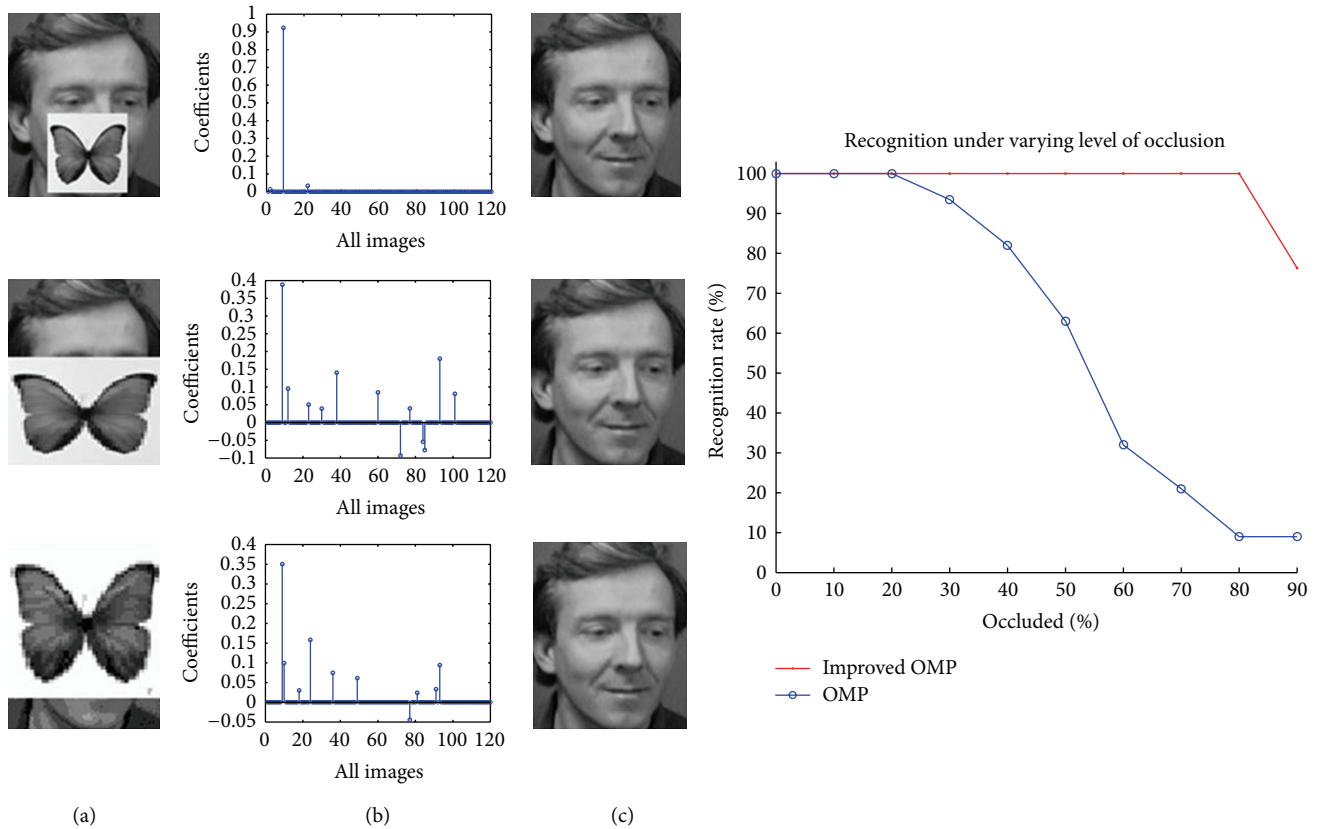 1
0.9
0.8
0.7
0.6
0.5
0.4
0.3
0.2
0.1
0
Coefficients
0 20 40 60 80 100 120
All images
0.4
0.35
0.3
0.25
0.2
0.15
0.1
0.05
0
−0.05
−0.1
Coefficients
0 20 40 60 80 100 120
All images
0.4
0.35
0.3
0.25
0.2
0.15
0.1
0.05
0
−0.05
Coefficients
0 20 40 60 80 100 120
All images
(a) (b) (c)
Recognition under varying level of occlusion
100
90
80
70
60
50
40
30
20
10
0
Recognition rate (%)
0 10 20 30 40 50 60 70 80 90
Occluded (%)
Improved OMP
OMP